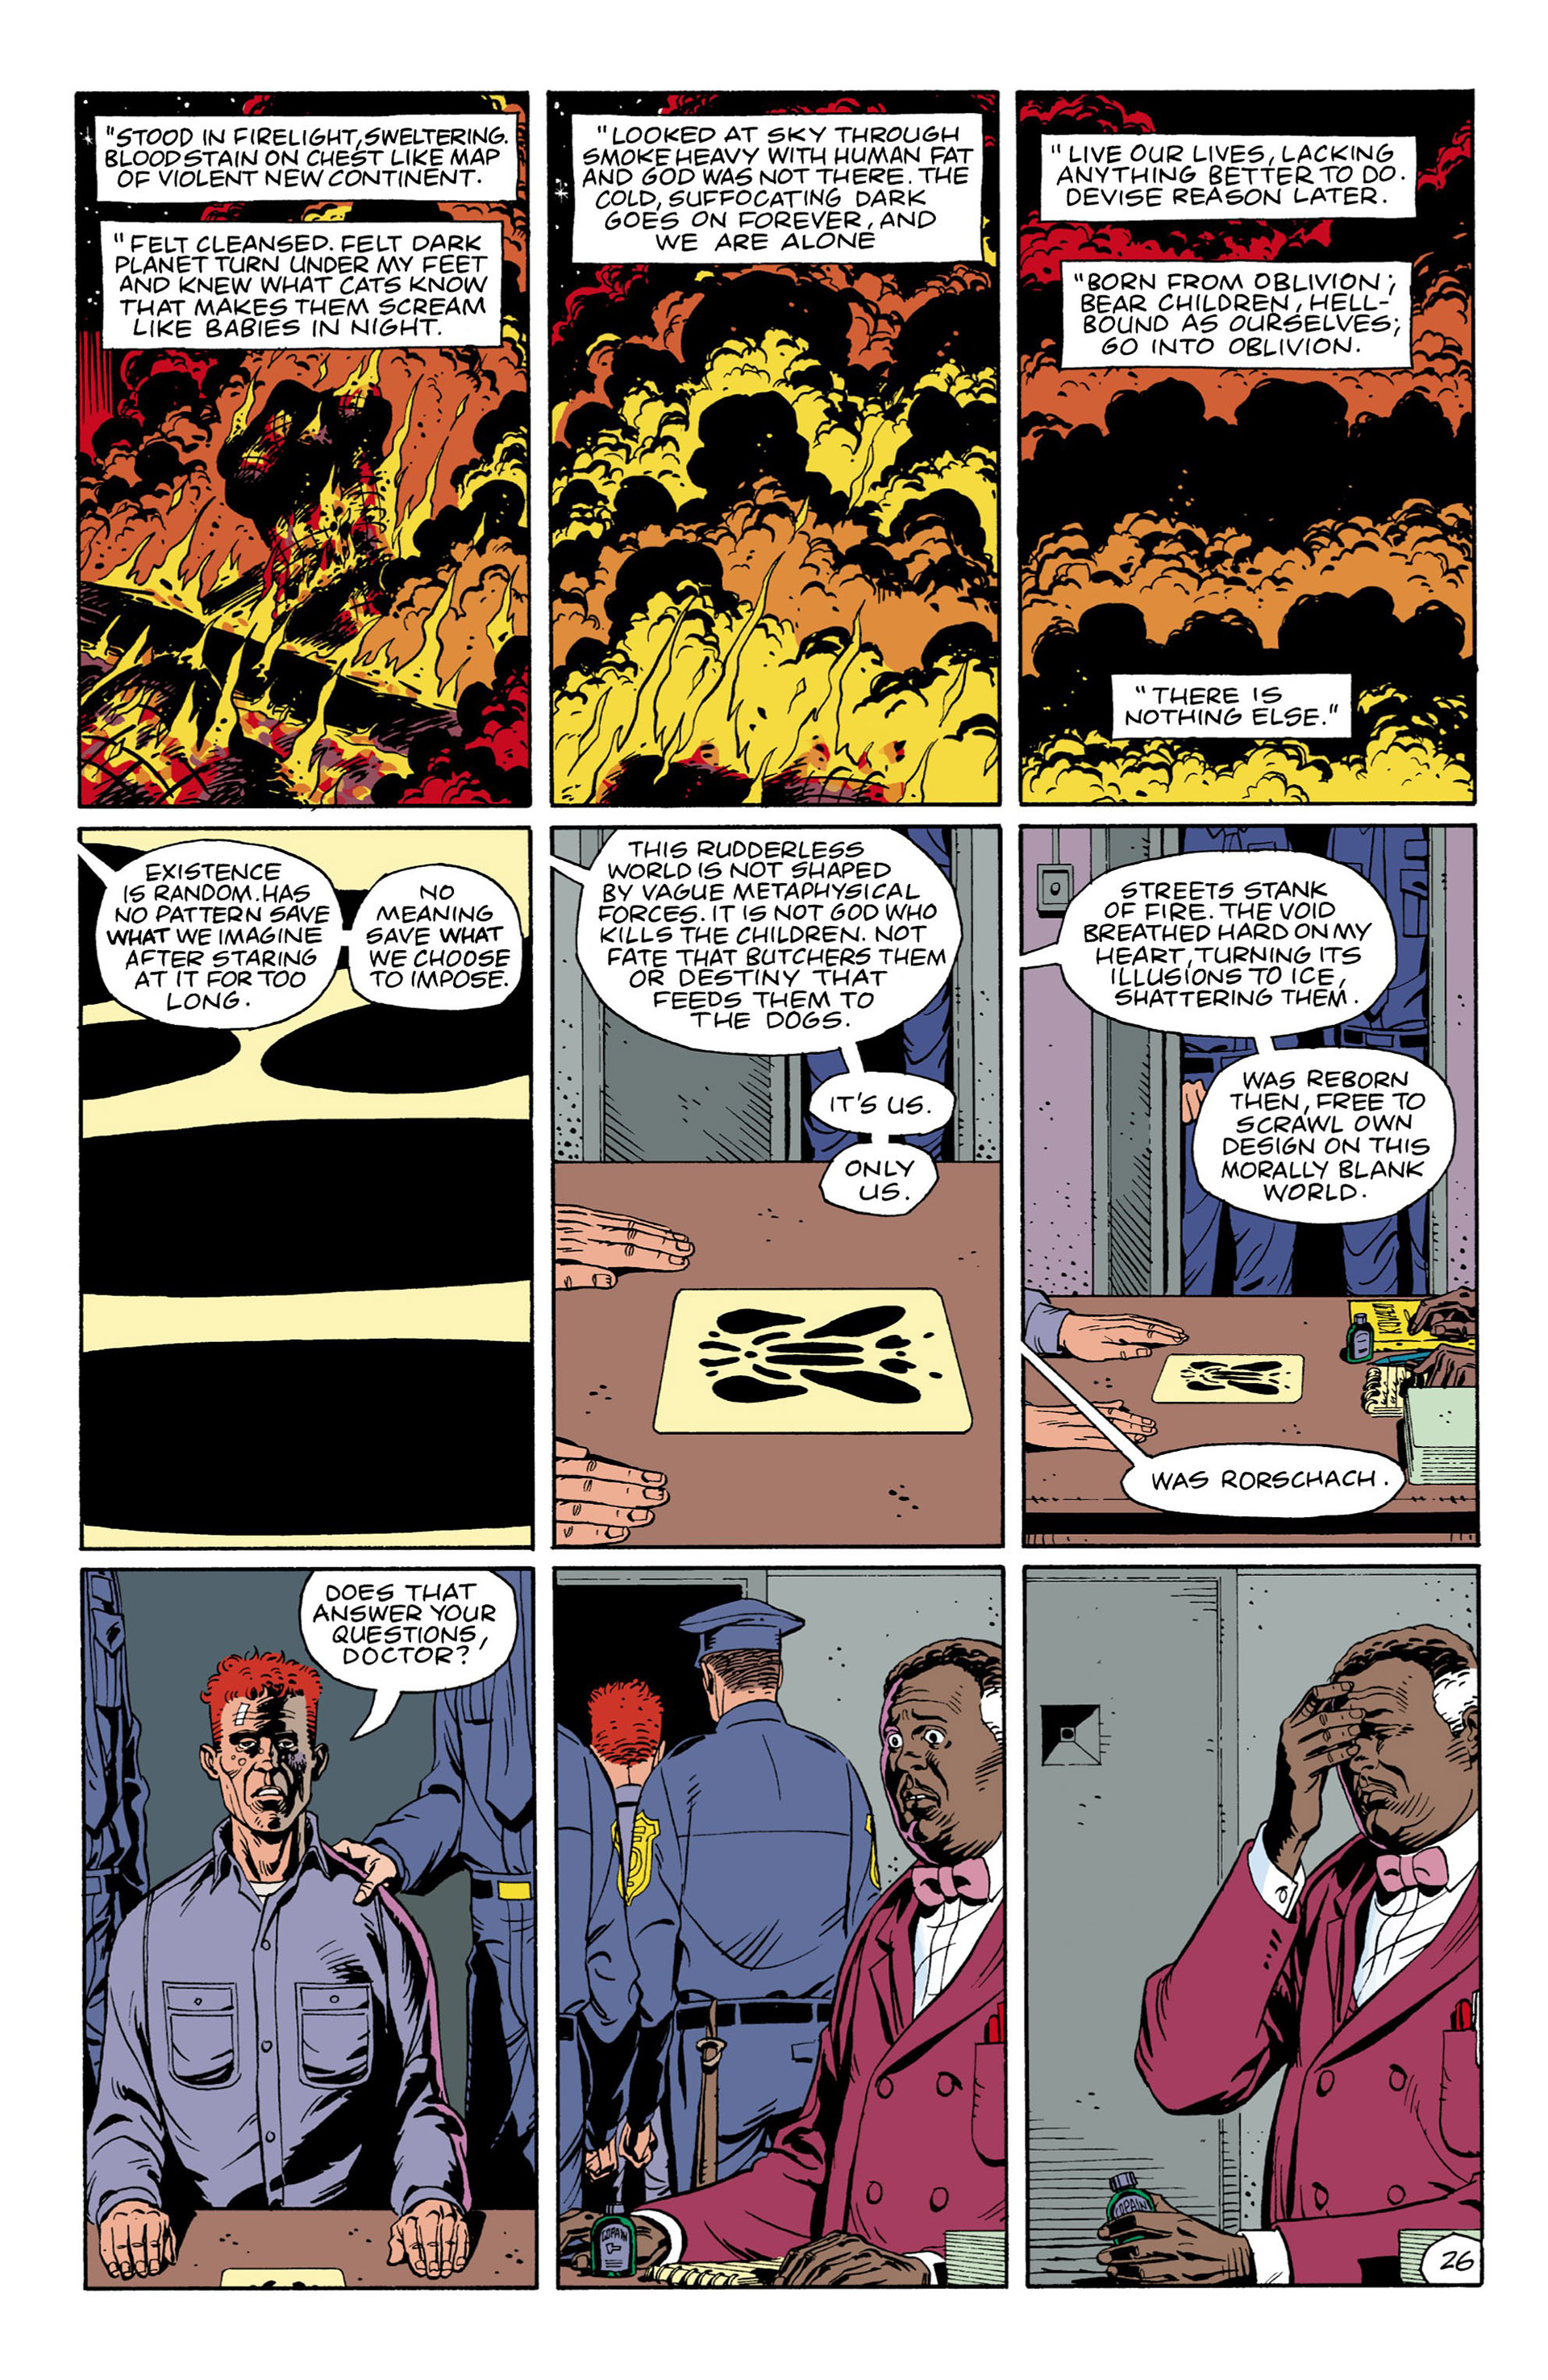 "STOOD IN FIRELIGHT, SWELTERING.
BLOODSTAIN ON CHEST LIKE MAP
OF VIOLENT NEW CONTINENT.
"FELT CLEANSED. FELT DARK
PLANET TURN UNDER MY FEET
AND KNEW WHAT CATS KNOW
THAT MAKES THEM SCREAM
LIKE BABIES IN NIGHT.
"LOOKED AT SKY THROUGH
SMOKE HEAVY WITH HUMAN FAT
AND GOD WAS NOT THERE. THE
COLD, SUFFOCATING DARK
GOES ON FOREVER, AND
WE ARE ALONE
"LIVE OUR LIVES, LACKING
ANYTHING BETTER TO DO.
DEVISE REASON LATER.
"BORN FROM OBLIVION;
BEAR CHILDREN, HELL-
BOUND AS OURSELVES;
GO INTO OBLIVION.
"THERE IS
NOTHING ELSE."
EXISTENCE
IS RANDOM. HAS
NO PATTERN SAVE
WHAT WE IMAGINE
AFTER STARING
AT IT FOR TOO
LONG.
NO
MEANING
SAVE WHAT
WE CHOOSE
TO IMPOSE.
THIS RUDDERLESS
WORLD IS NOT SHAPED
BY VAGUE METAPHYSICAL
FORCES. IT IS NOT GOD WHO
KILLS THE CHILDREN. NOT
FATE THAT BUTCHERS THEM
OR DESTINY THAT
FEEDS THEM TO
THE DOGS.
IT'S US.
ONLY
US.
STREETS STANK
OF FIRE. THE VOID
BREATHED HARD ON MY
HEART, TURNING ITS
ILLUSIONS TO ICE,
SHATTERING THEM.
WAS REBORN
THEN, FREE TO
SCRAWL OWN
DESIGN ON THIS
MORALLY BLANK
WORLD.
WAS RORSCHACH.
DOES THAT
ANSWER YOUR
QUESTIONS,
DOCTOR?
COPAIN
COPAIN
26